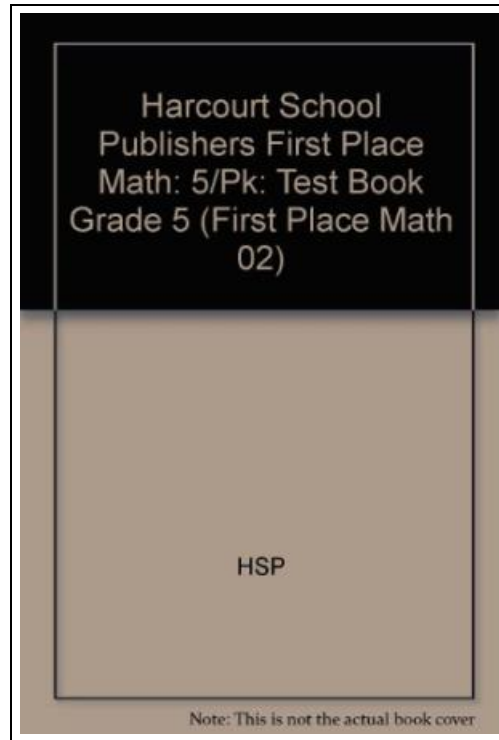 Harcourt School
Publishers First Place
Math: 5/Pk: Test Book
Grade 5 (First Place Math
02)
HSP
Note: This is not the actual book cover